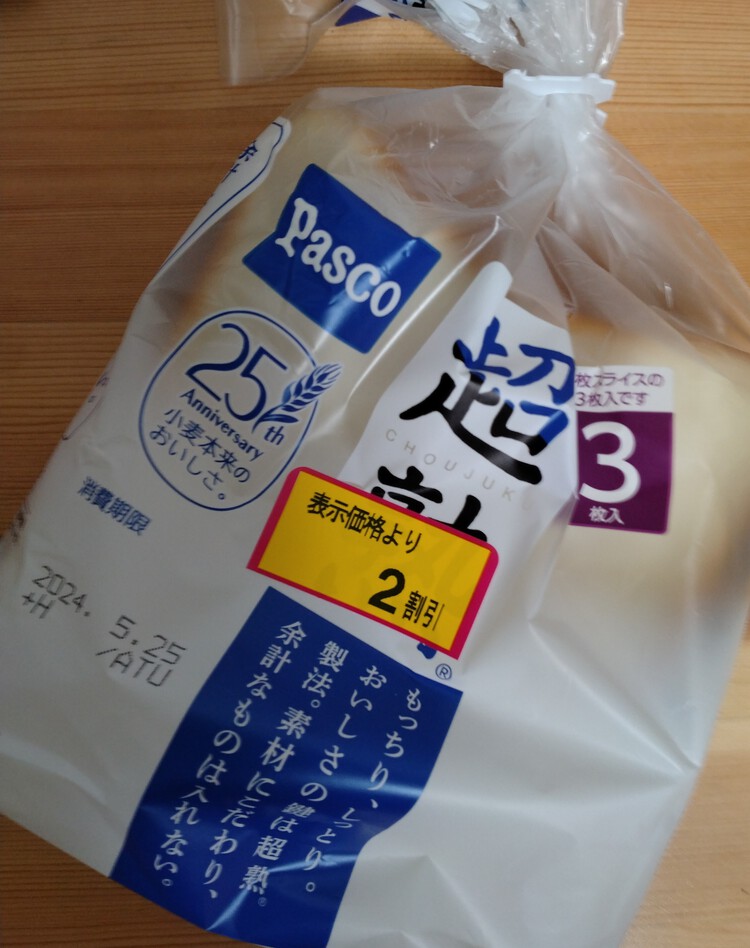 Pasco
25th
Anniversary
小麦本来の
おいしさ。
超
CHOUJUKU
枚スライスの
3枚入です
3
枚入
表示価格より
2割引
消費期限
2024. 5.25
+H /ATU
®
もっちり、しっとり。
おいしさの鍵は超熟®
製法。素材にこだわり、
余計なものは入れない。